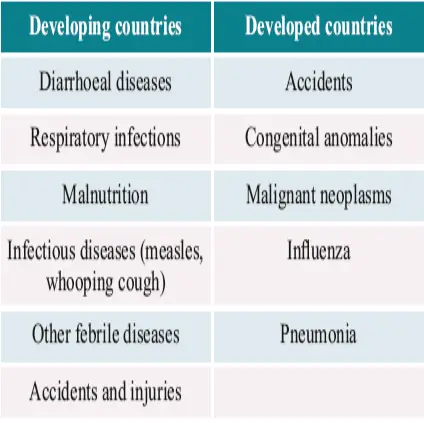 Developing countries Developed countries
Diarrhoeal diseases Accidents
Respiratory infections Congenital anomalies
Malnutrition Malignant neoplasms
Infectious diseases (measles, Influenza
whooping cough)
Other febrile diseases Pneumonia
Accidents and injuries